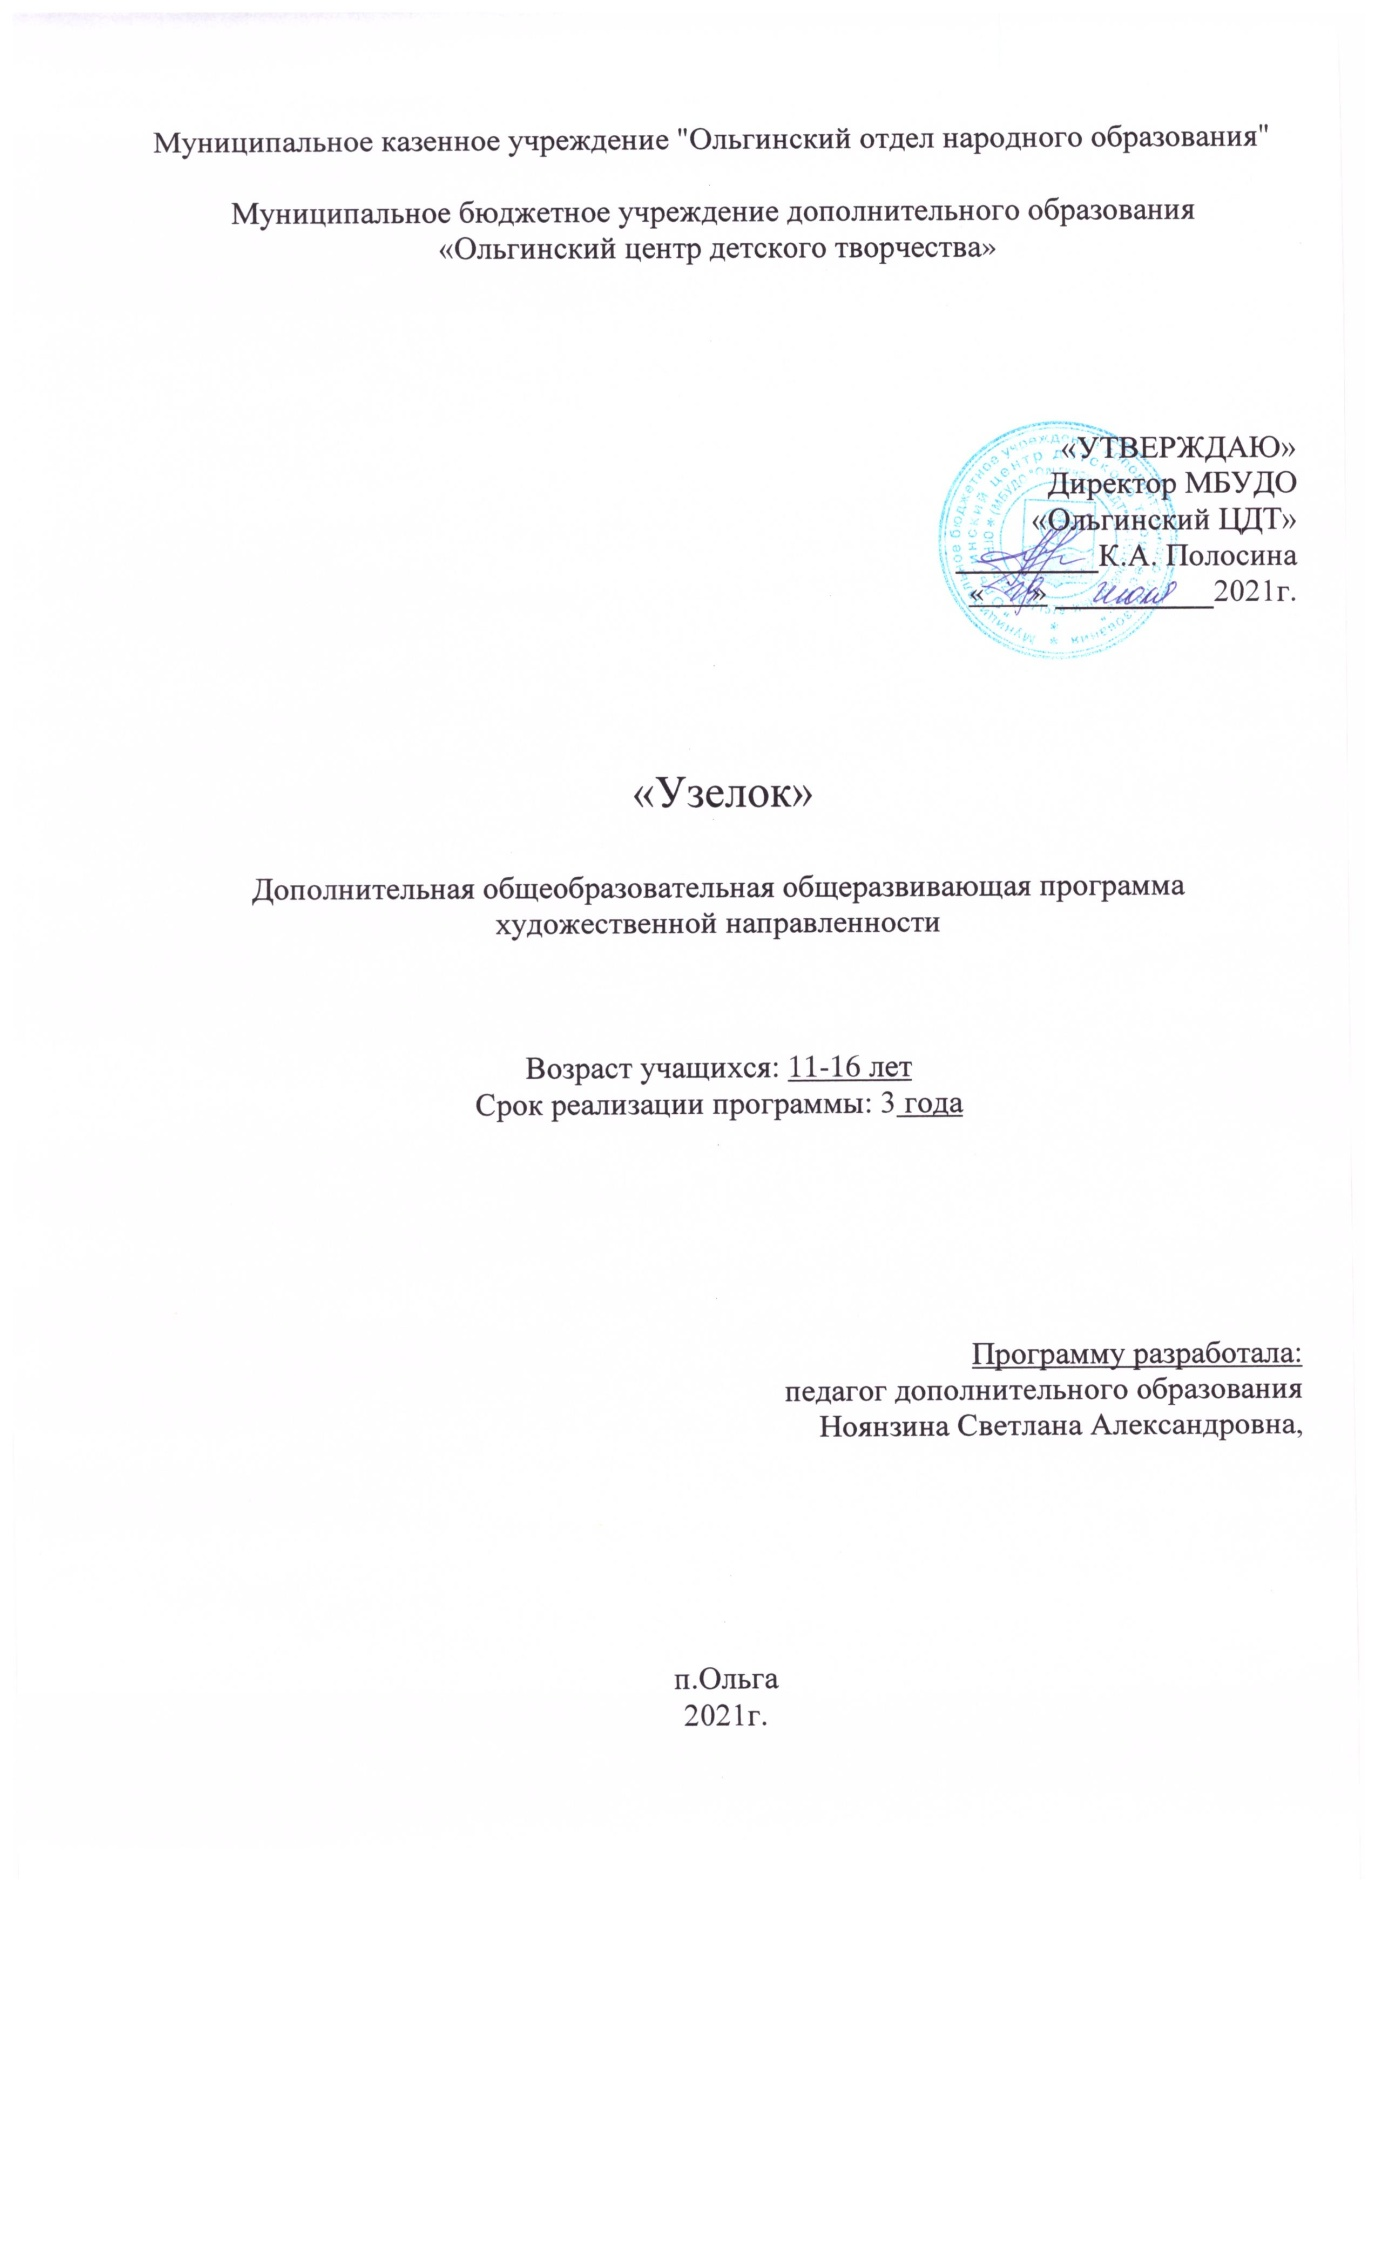 Муниципальное казенное учреждение "Ольгинский отдел народного образования"
Муниципальное бюджетное учреждение дополнительного образования
«Ольгинский центр детского творчества»
«УТВЕРЖДАЮ»
Директор МБУДО
«Ольгинский ЦДТ»
К.А. Полосина
« » июня 2021г.
«Узелок»
Дополнительная общеобразовательная общеразвивающая программа
художественной направленности
Возраст учащихся: 11-16 лет
Срок реализации программы: 3 года
Программу разработала:
педагог дополнительного образования
Ноянзина Светлана Александровна,
п.Ольга
2021г.